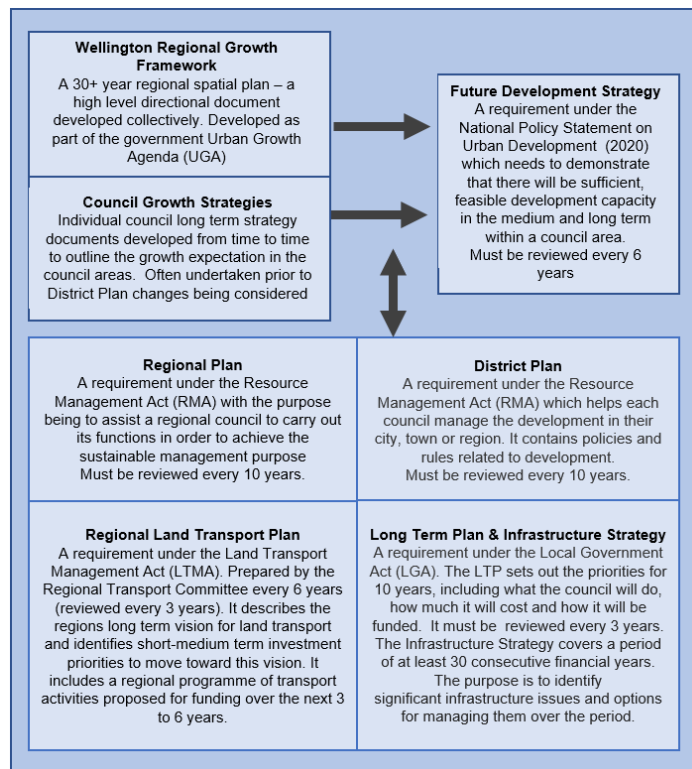 Wellington Regional Growth
Framework
A 30+ year regional spatial plan – a
high level directional document
developed collectively. Developed as
part of the government Urban Growth
Agenda (UGA)
Council Growth Strategies
Individual council long term strategy
documents developed from time to time
to outline the growth expectation in the
council areas.  Often undertaken prior to
District Plan changes being considered
Future Development Strategy
A requirement under the
National Policy Statement on
Urban Development  (2020)
which needs to demonstrate
that there will be sufficient,
feasible development capacity
in the medium and long term
within a council area.
Must be reviewed every 6
years
Regional Plan
A requirement under the Resource
Management Act (RMA) with the purpose
being to assist a regional council to carry out
its functions in order to achieve the
sustainable management purpose
Must be reviewed every 10 years.
District Plan
A requirement under the Resource
Management Act (RMA) which helps each
council manage the development in their
city, town or region. It contains policies and
rules related to development.
Must be reviewed every 10 years.
Regional Land Transport Plan
A requirement under the Land Transport
Management Act (LTMA). Prepared by the
Regional Transport Committee every 6 years
(reviewed every 3 years). It describes the
regions long term vision for land transport
and identifies short-medium term investment
priorities to move toward this vision. It
includes a regional programme of transport
activities proposed for funding over the next 3
to 6 years.
Long Term Plan & Infrastructure Strategy
A requirement under the Local Government
Act (LGA). The LTP sets out the priorities for
10 years, including what the council will do,
how much it will cost and how it will be
funded.  It must be  reviewed every 3 years.
The Infrastructure Strategy covers a period
of at least 30 consecutive financial years.
The purpose is to identify
significant infrastructure issues and options
for managing them over the period.